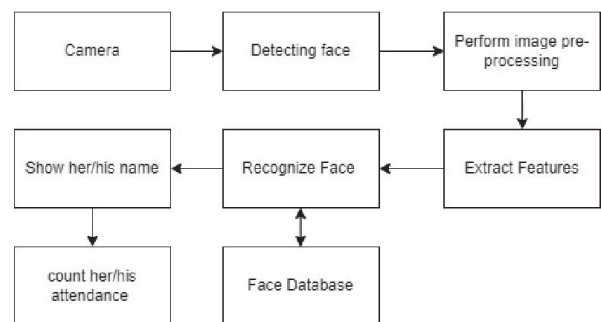 Camera
Detecting face
Perform image pre-
processing
Show her/his name
Recognize Face
Extract Features
count her/his
attendance
Face Database